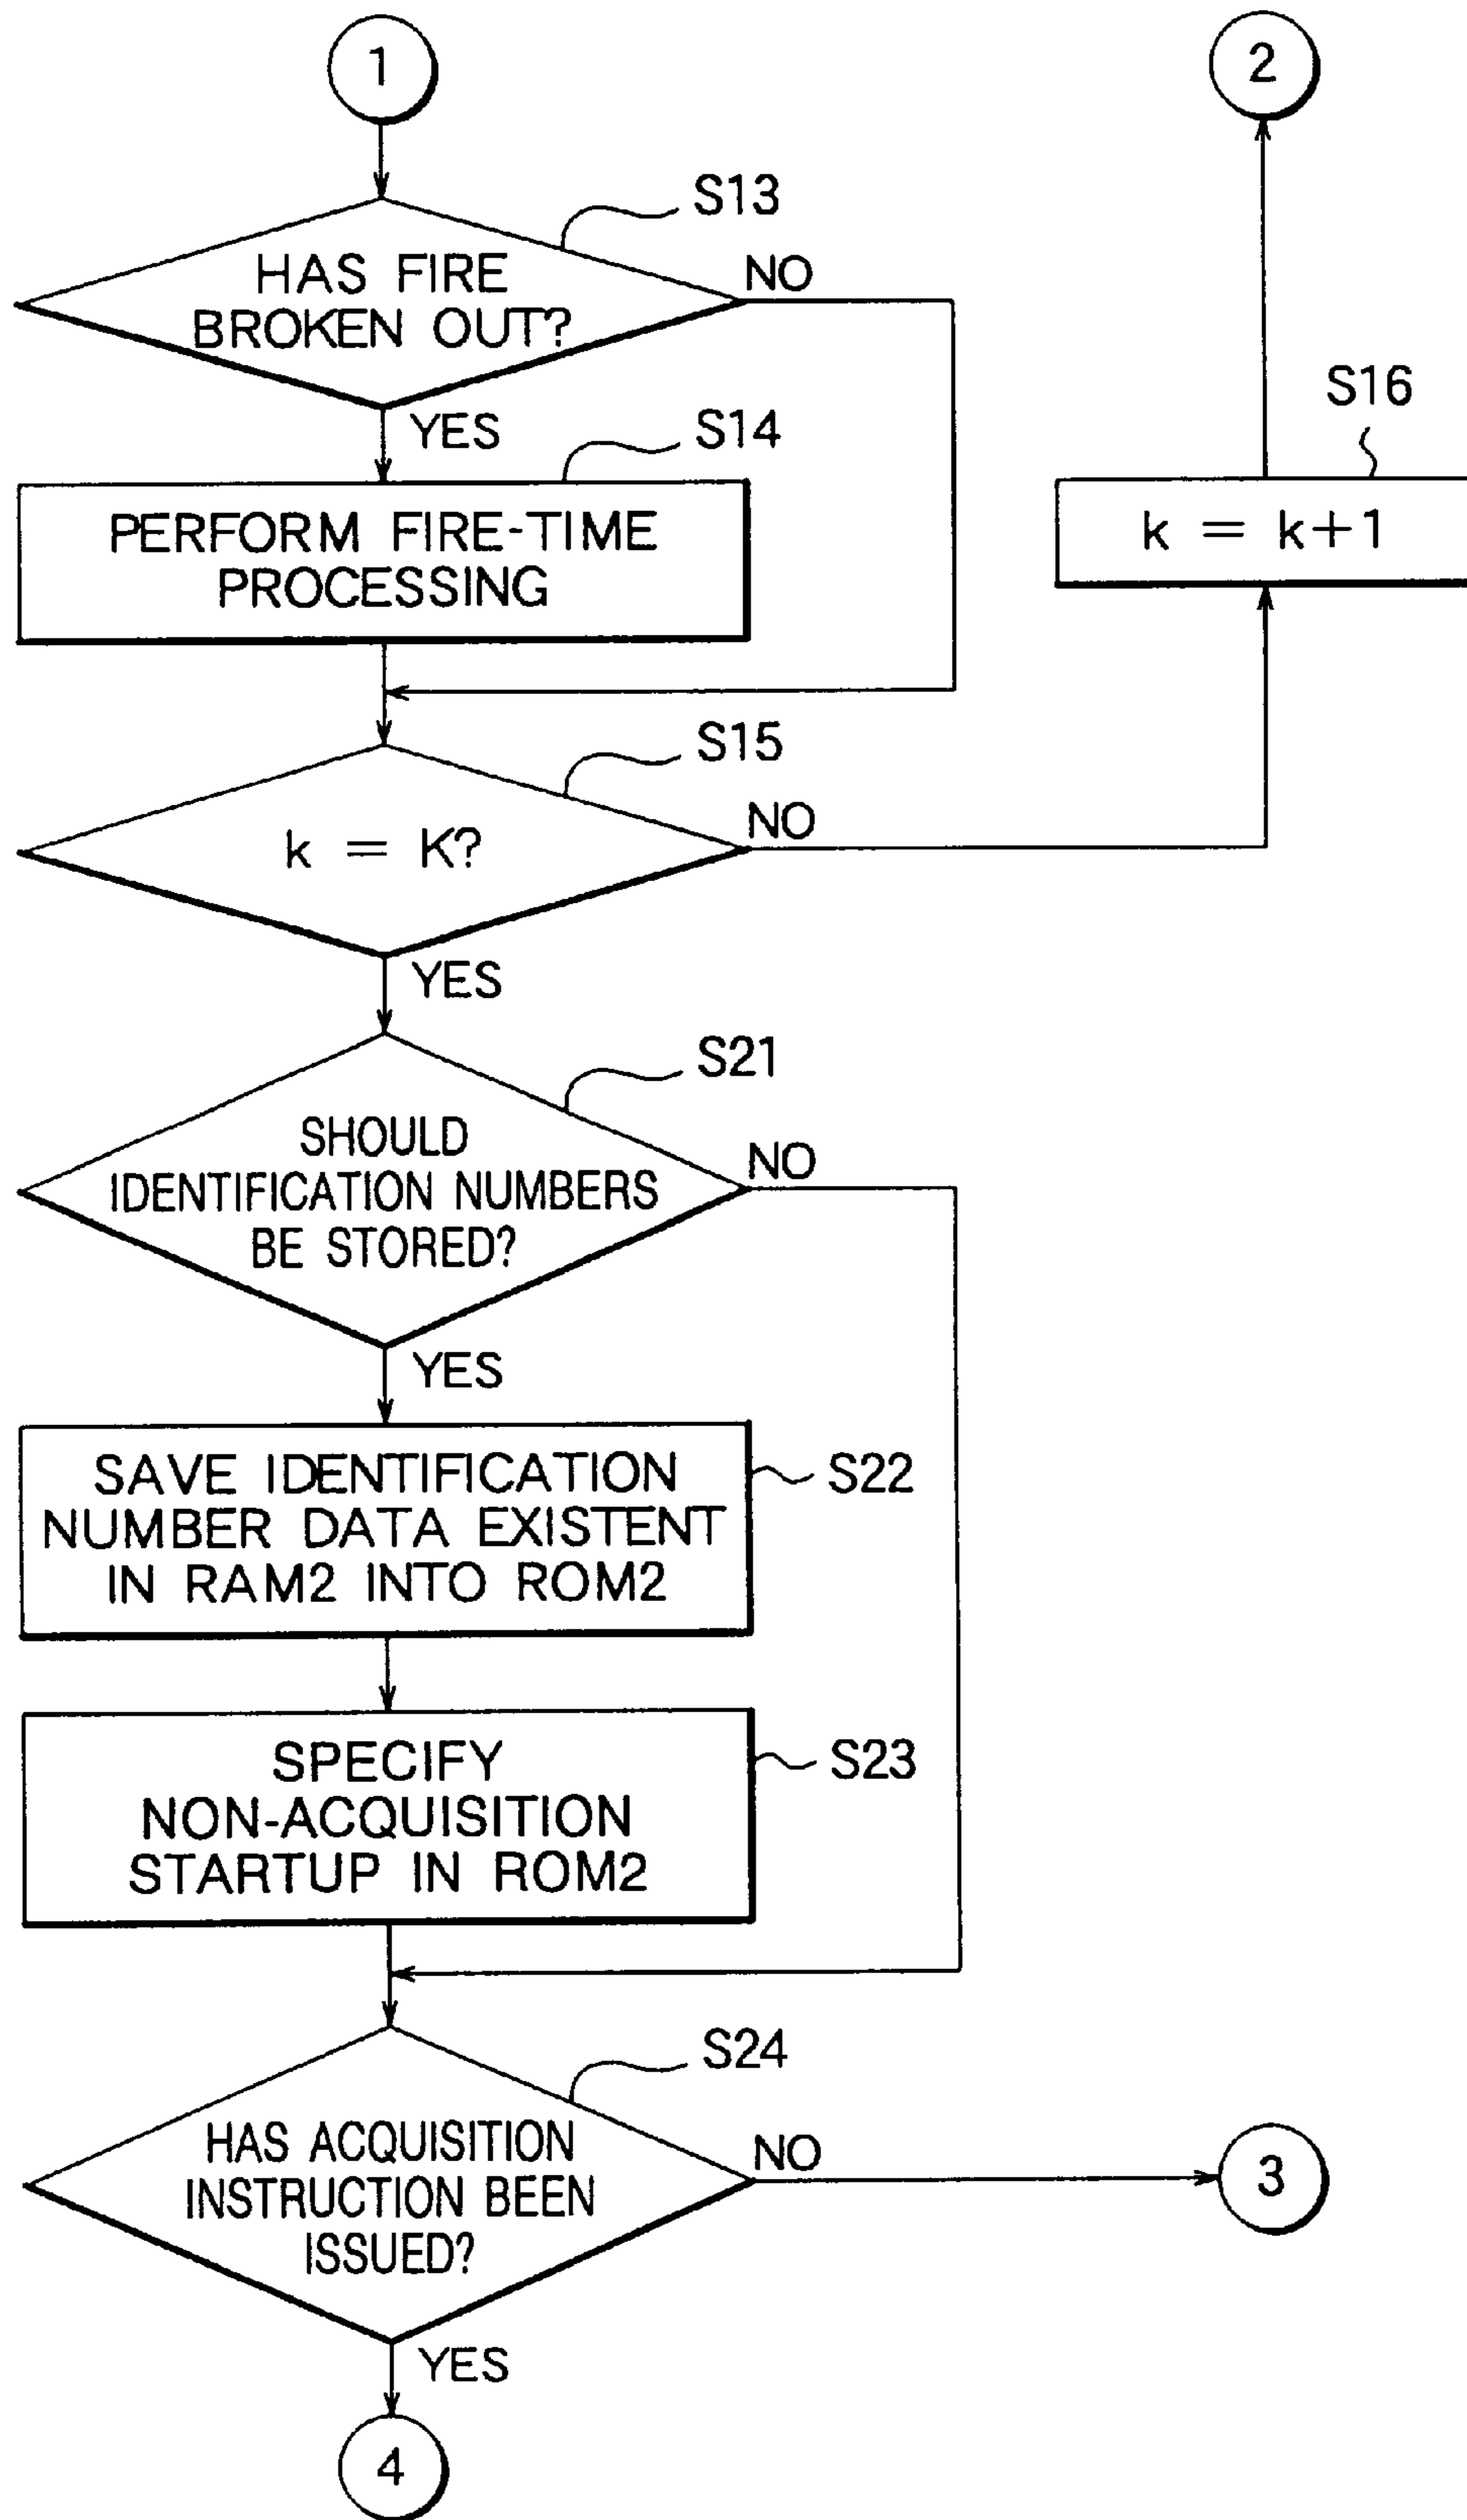 1
2
S13
HAS FIRE
BROKEN OUT?
NO
YES
S14
PERFORM FIRE-TIME
PROCESSING
S16
k = k+1
S15
k = K?
NO
YES
S21
SHOULD
IDENTIFICATION NUMBERS
BE STORED?
NO
YES
SAVE IDENTIFICATION
NUMBER DATA EXISTENT
IN RAM2 INTO ROM2
S22
SPECIFY
NON-ACQUISITION
STARTUP IN ROM2
S23
S24
HAS ACQUISITION
INSTRUCTION BEEN
ISSUED?
NO
3
YES
4